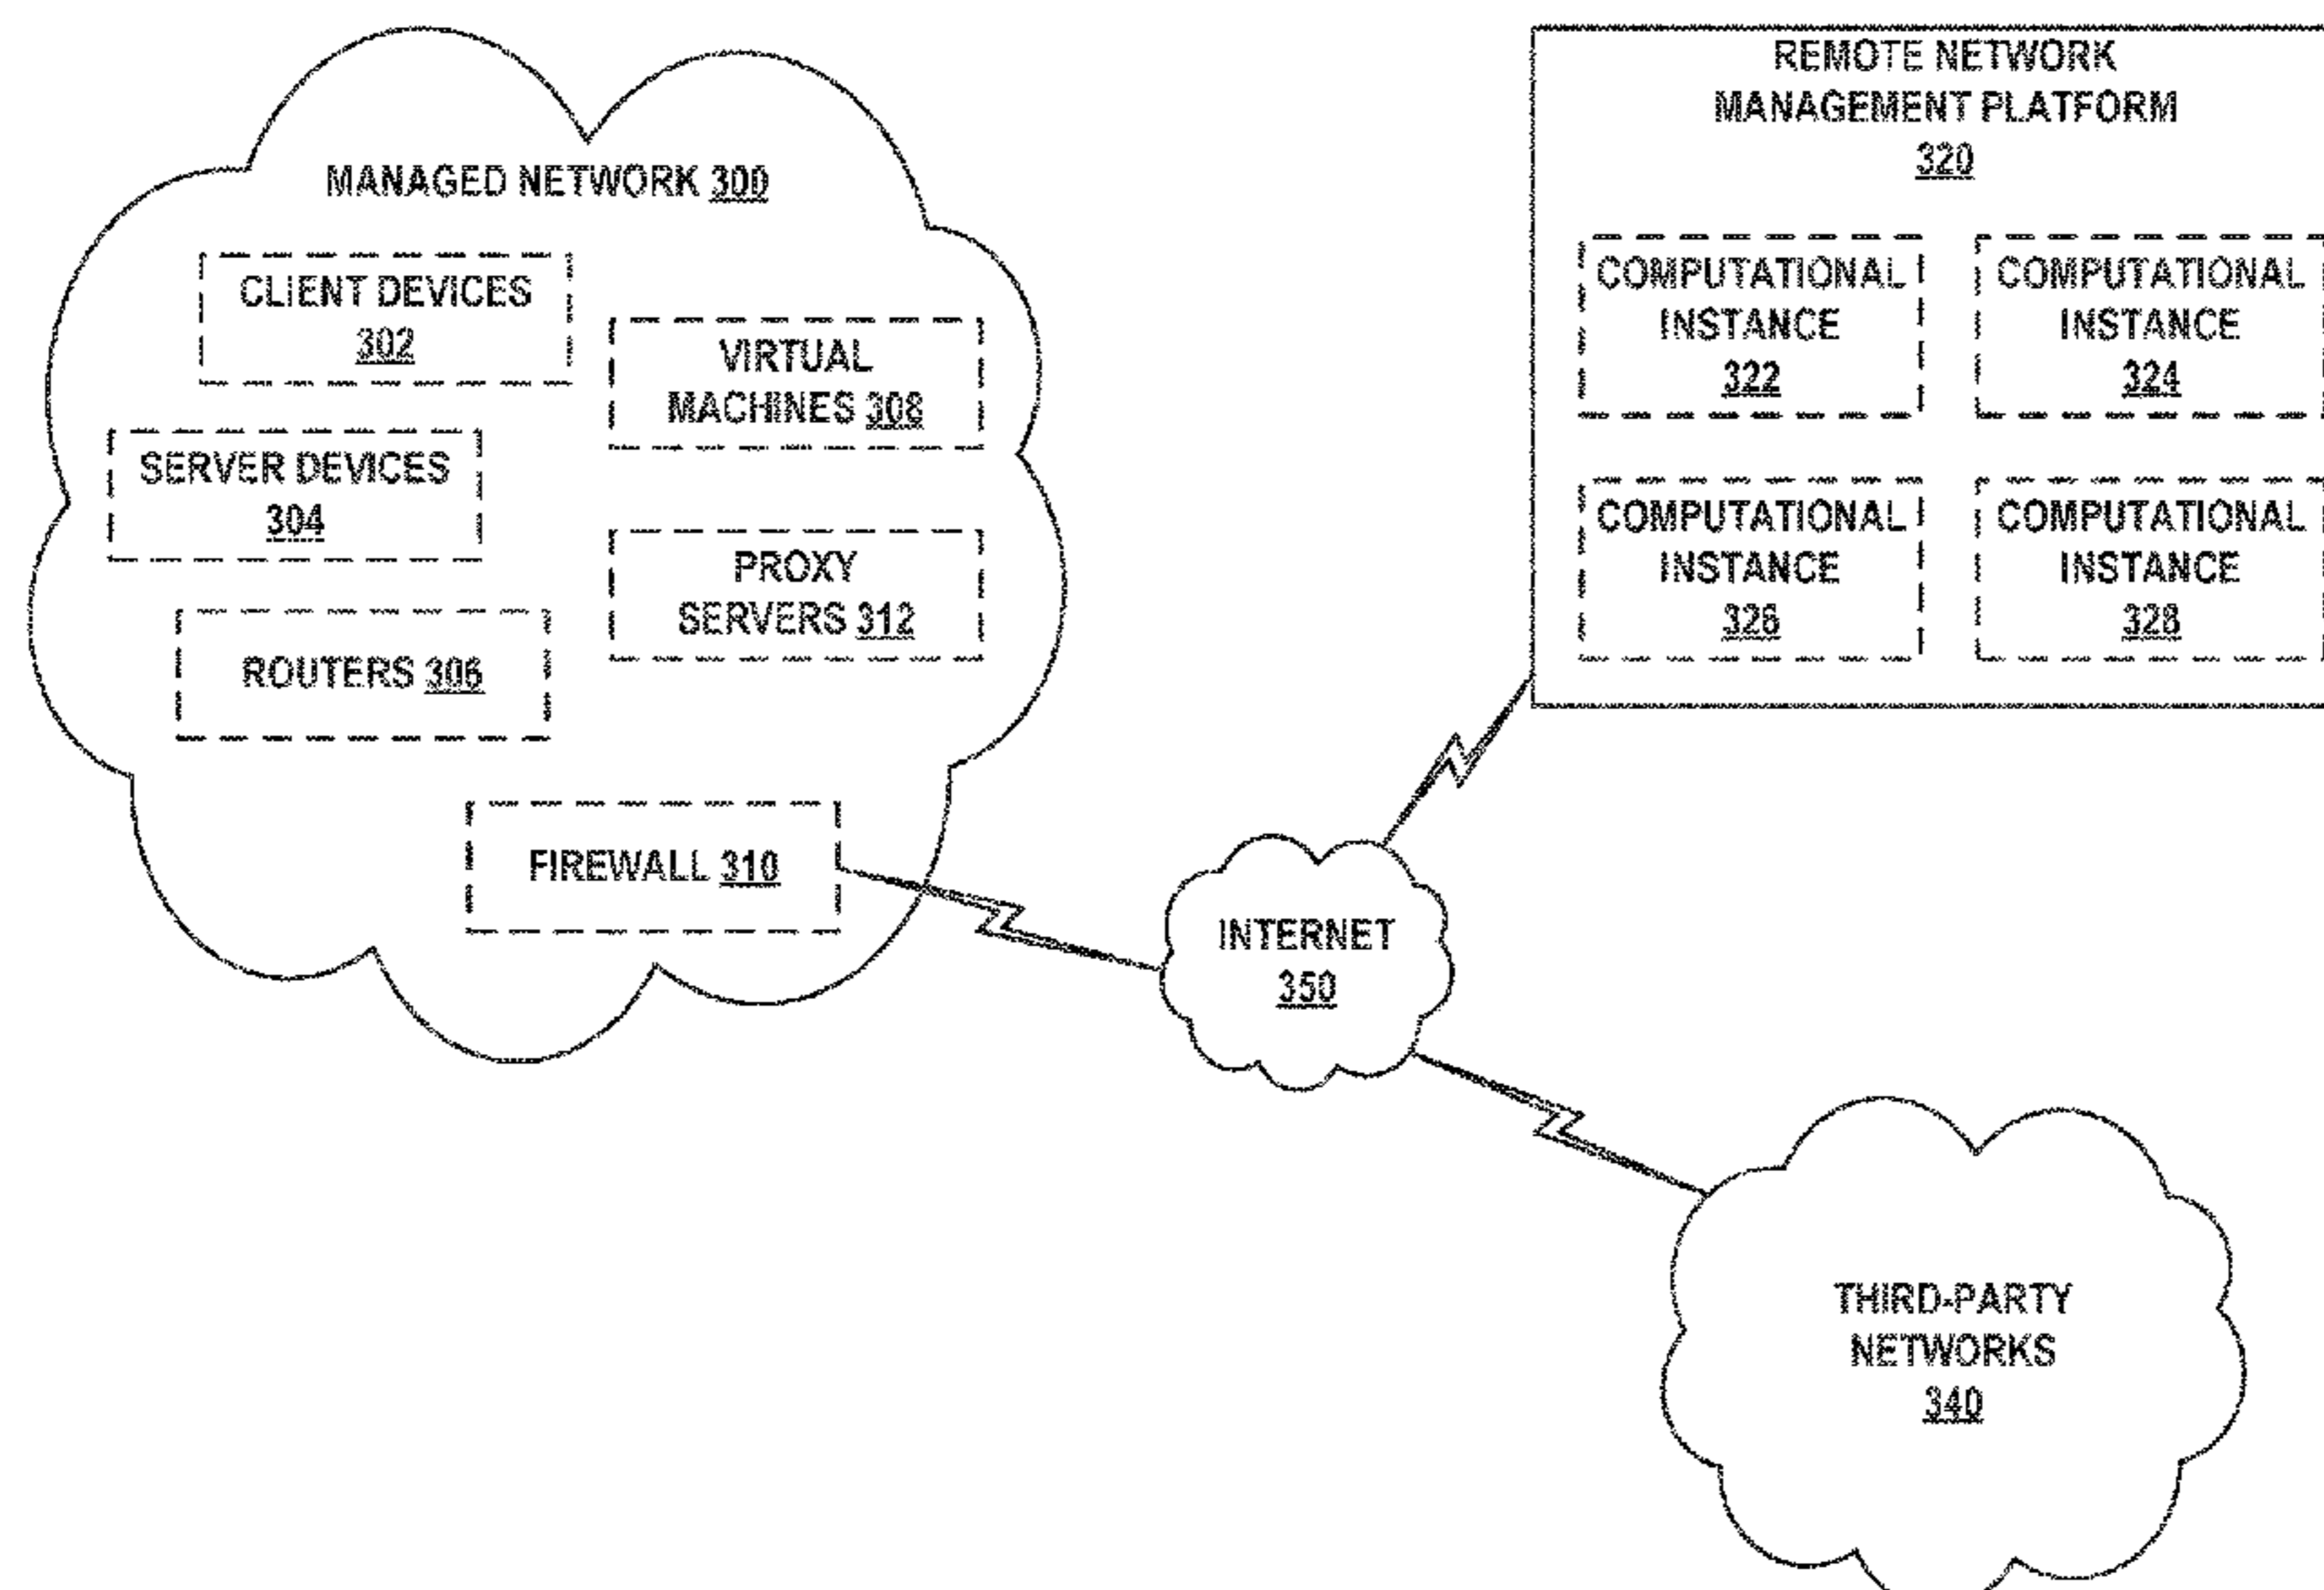 MANAGED NETWORK 300
CLIENT DEVICES
302
VIRTUAL
MACHINES 308
SERVER DEVICES
304
PROXY
SERVERS 312
ROUTERS 306
FIREWALL 310
REMOTE NETWORK
MANAGEMENT PLATFORM
320
COMPUTATIONAL
INSTANCE
322
COMPUTATIONAL
INSTANCE
324
COMPUTATIONAL
INSTANCE
326
COMPUTATIONAL
INSTANCE
328
INTERNET
350
THIRD-PARTY
NETWORKS
340